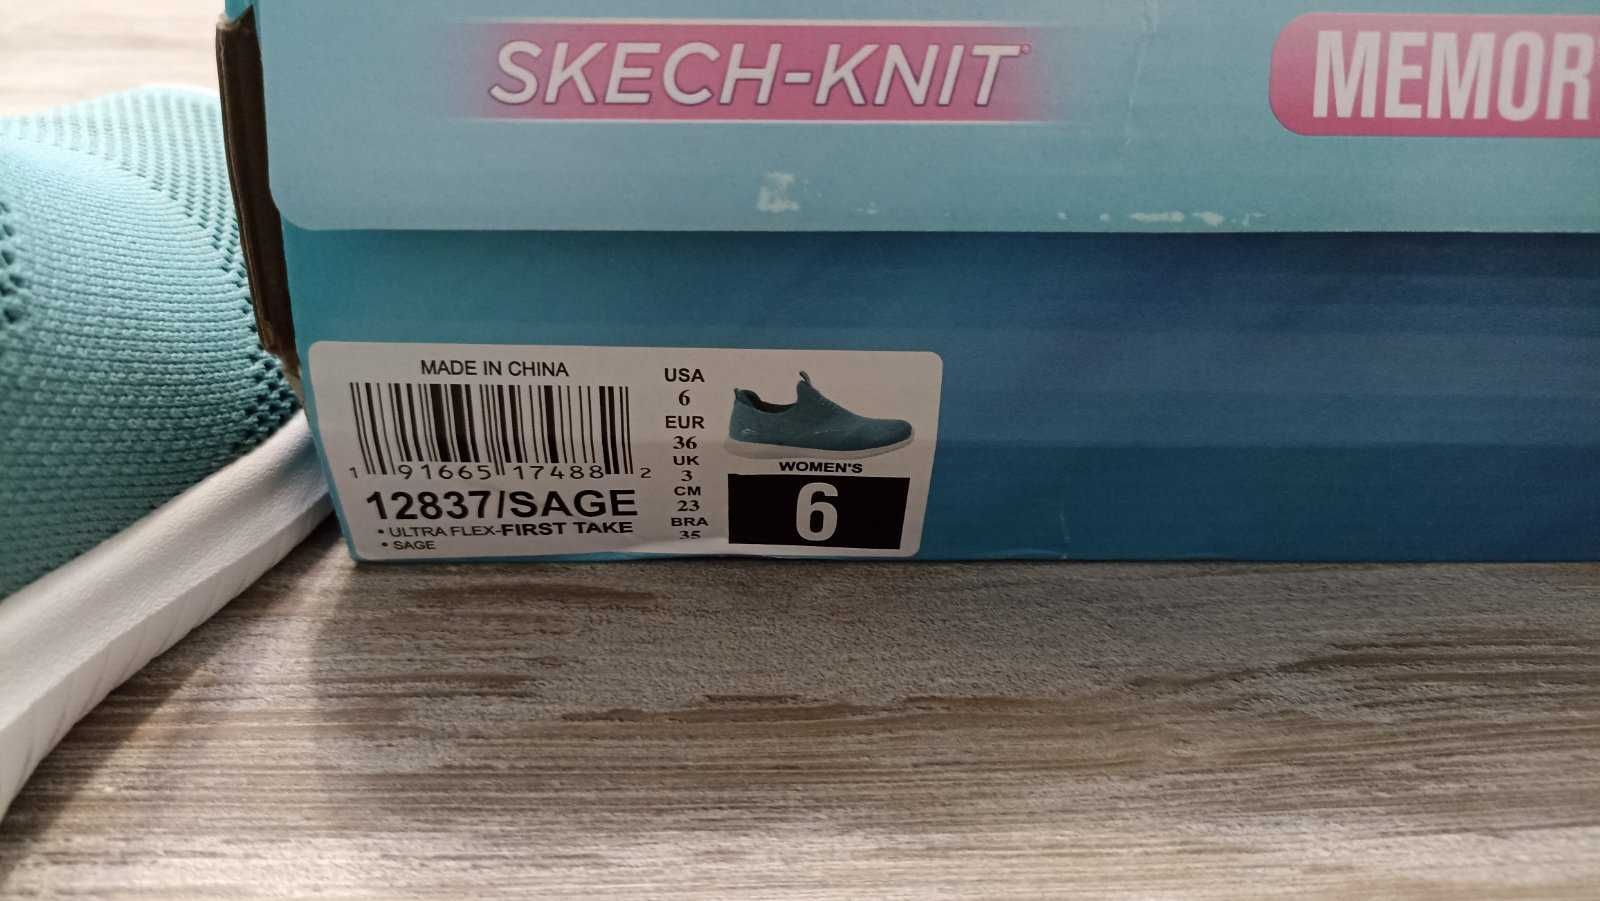 SKECH-KNIT
MEMOR
MADE IN CHINA
1 91665 17488 2
12837/SAGE
• ULTRA FLEX-FIRST TAKE
• SAGE
USA
6
EUR
36
UK
3
CM
23
BRA
35
WOMEN'S
6